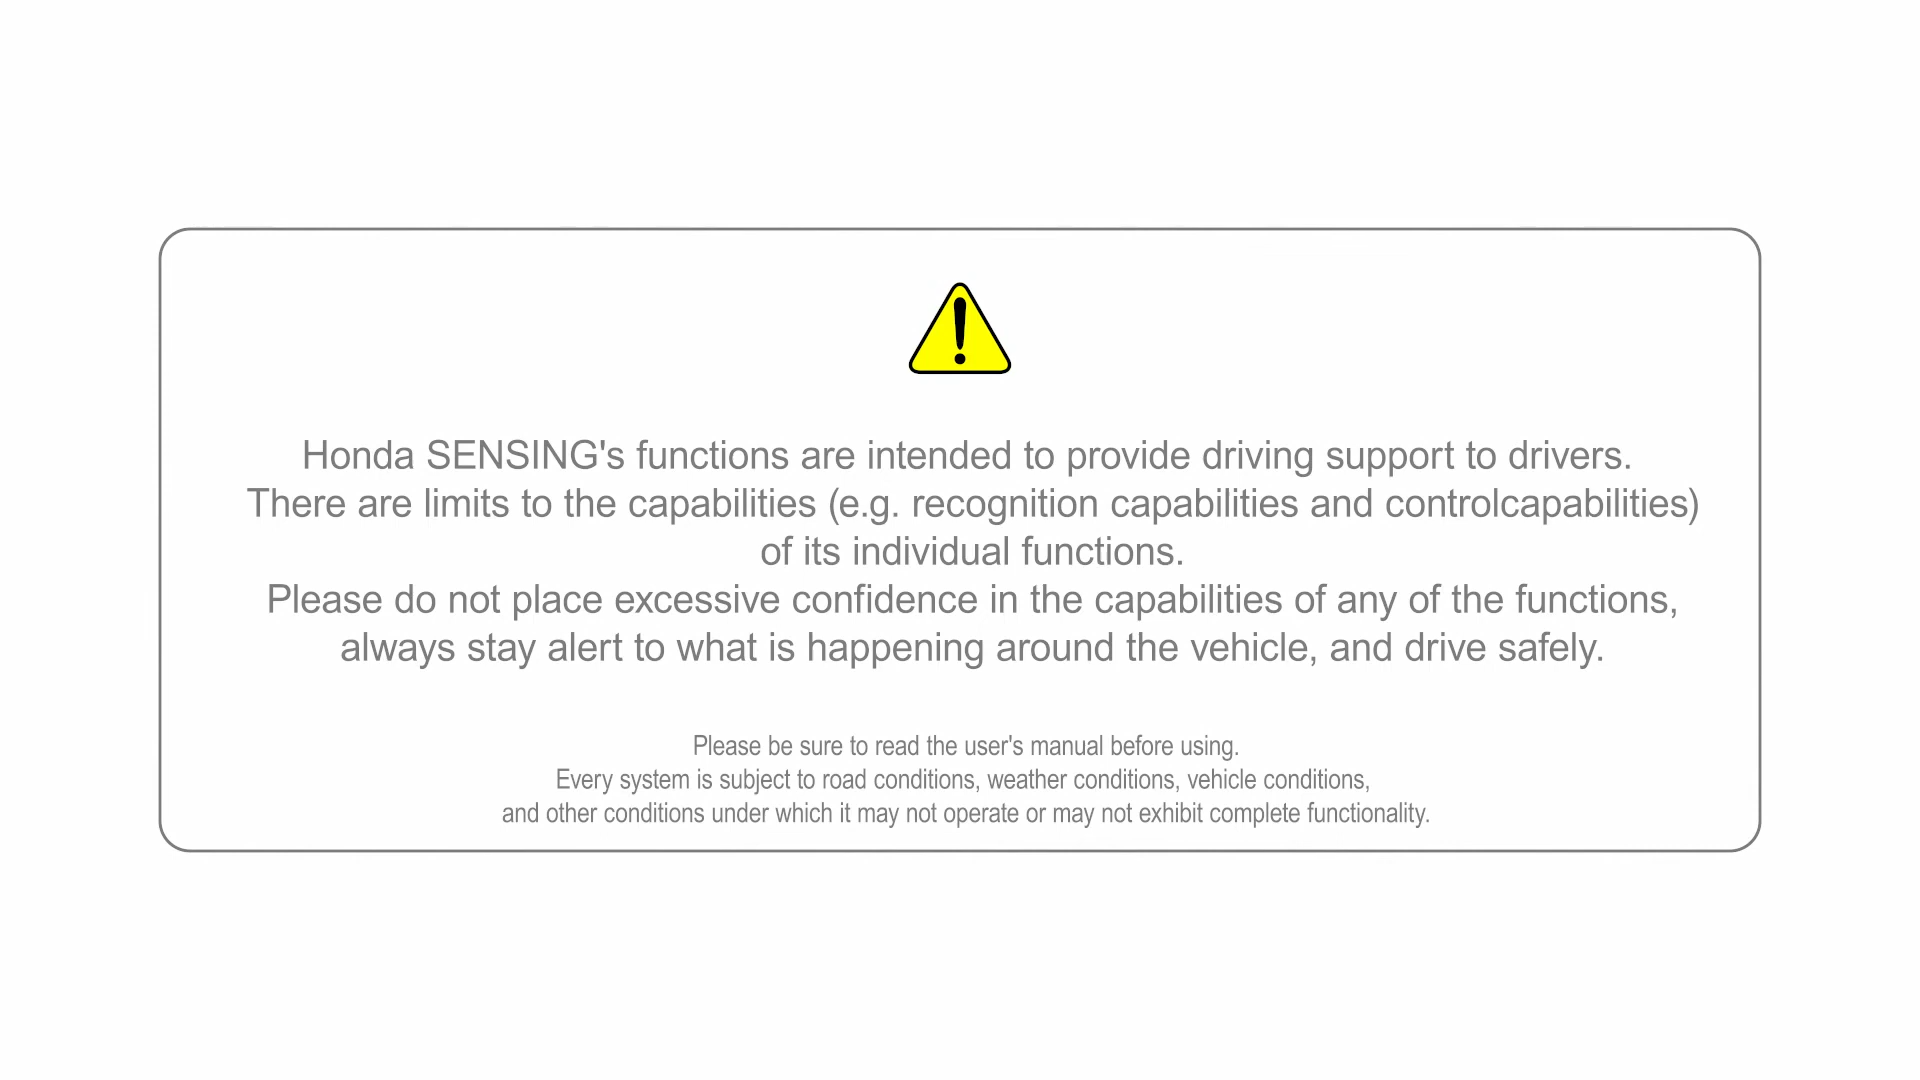 Honda SENSING's functions are intended to provide driving support to drivers.
There are limits to the capabilities (e.g. recognition capabilities and controlcapabilities)
of its individual functions.
Please do not place excessive confidence in the capabilities of any of the functions,
always stay alert to what is happening around the vehicle, and drive safely.
Please be sure to read the user's manual before using.
Every system is subject to road conditions, weather conditions, vehicle conditions,
and other conditions under which it may not operate or may not exhibit complete functionality.